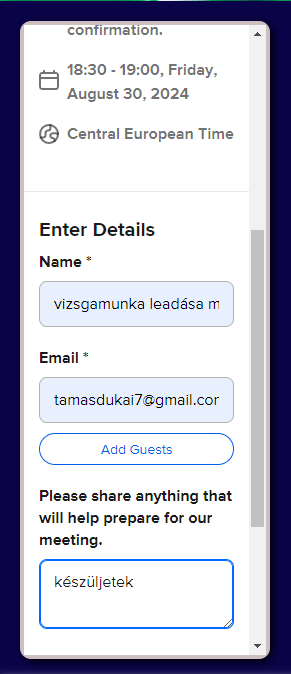 confirmation.
18:30 - 19:00, Friday,
August 30, 2024
Central European Time
Enter Details
Name *
vizsgamunka leadása m
Email *
tamasdukai7@gmail.cor
Add Guests
Please share anything that
will help prepare for our
meeting.
készüljetek